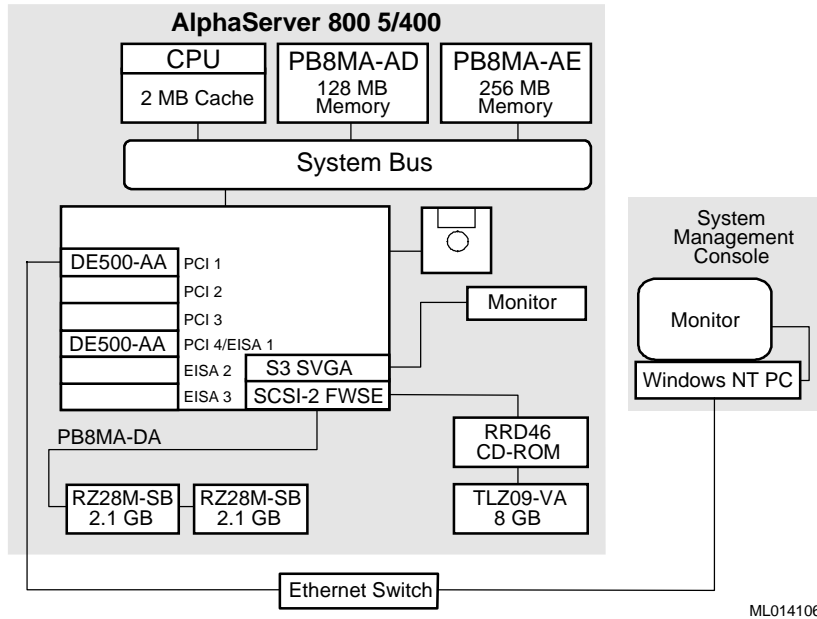 AlphaServer 800 5/400
CPU
2 MB Cache
PB8MA-AD
128 MB
Memory
PB8MA-AE
256 MB
Memory
System Bus
DE500-AA
PCI 1
PCI 2
PCI 3
DE500-AA
PCI 4/EISA 1
EISA 2
S3 SVGA
EISA 3
SCSI-2 FWSE
Monitor
PB8MA-DA
RZ28M-SB
2.1 GB
RZ28M-SB
2.1 GB
RRD46
CD-ROM
TLZ09-VA
8 GB
System
Management
Console
Monitor
Windows NT PC
Ethernet Switch
ML014106